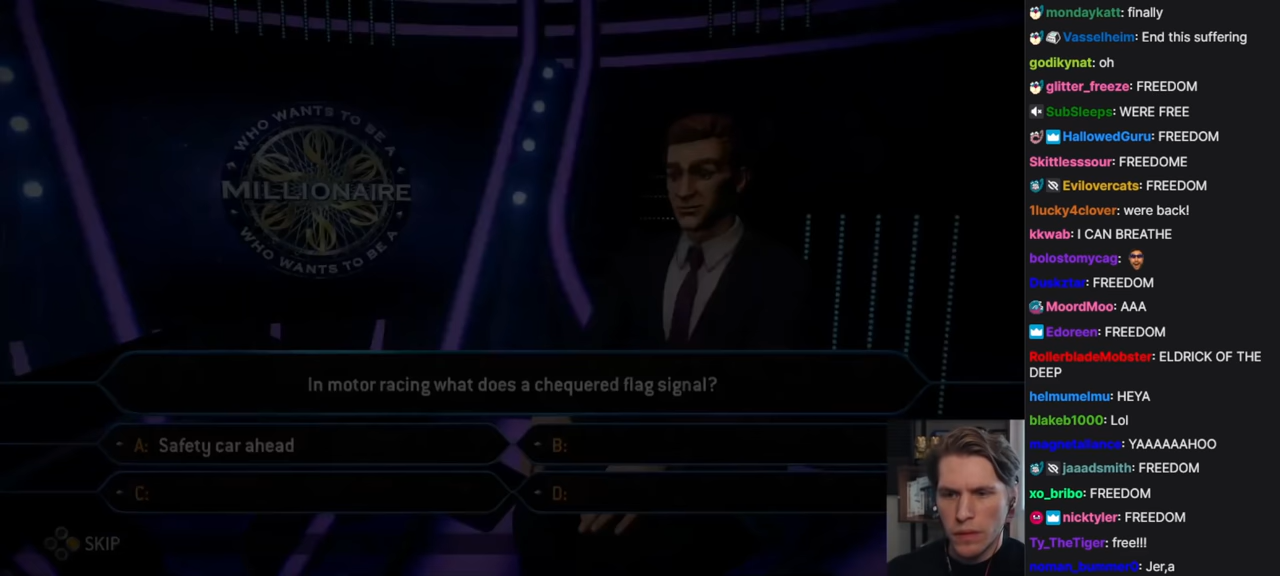 WHO WANTS TO BE A
MILLIONAIRE
WHO WANTS TO BE A
In motor racing what does a chequered flag signal?
A: Safety car ahead
B:
C:
D:
SKIP
mondaykatt: finally
Vasselheim: End this suffering
godikynat: oh
glitter_freeze: FREEDOM
SubSleeps: WERE FREE
HallowedGuru: FREEDOM
Skittlesssour: FREEDOME
Evilovercats: FREEDOM
1lucky4clover: were back!
kkwab: I CAN BREATHE
bolostomycag:
Duskztar: FREEDOM
MoordMoo: AAA
Edoreen: FREEDOM
RollerbladeMobster: ELDRICK OF THE
DEEP
helmumelmu: HEYA
blakeb1000: Lol
YAAAAAAHOO
jaaadsmith: FREEDOM
xo_bribo: FREEDOM
nicktyler: FREEDOM
Ty_TheTiger: free!!!
noman_bummer0: Jer,a